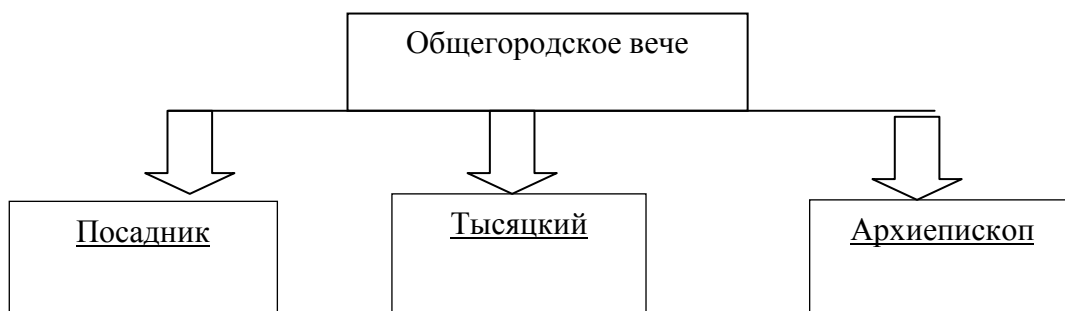 Общегородское вече
Посадник
Тысяцкий
Архиепископ